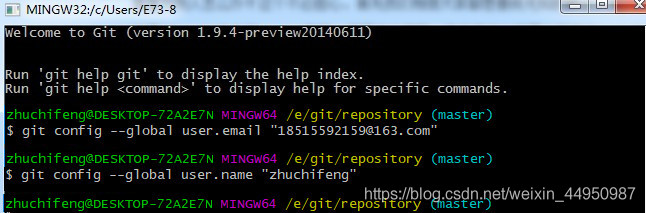 MINGW32:/c/Users/E73-8
Welcome to Git (version 1.9.4-preview20140611)
Run 'git help git' to display the help index.
Run 'git help <command>' to display help for specific commands.
zhuchifeng@DESKTOP-72A2E7N MINGW64 /e/git/repository (master)
$ git config --global user.email "18515592159@163.com"
zhuchifeng@DESKTOP-72A2E7N MINGW64 /e/git/repository (master)
$ git config --global user.name "zhuchifeng"
https://blog.csdn.net/weixin_44950987
zhuchifeng@DESKTOP-72A2E7N MINGW64 /e/git/repository (master)